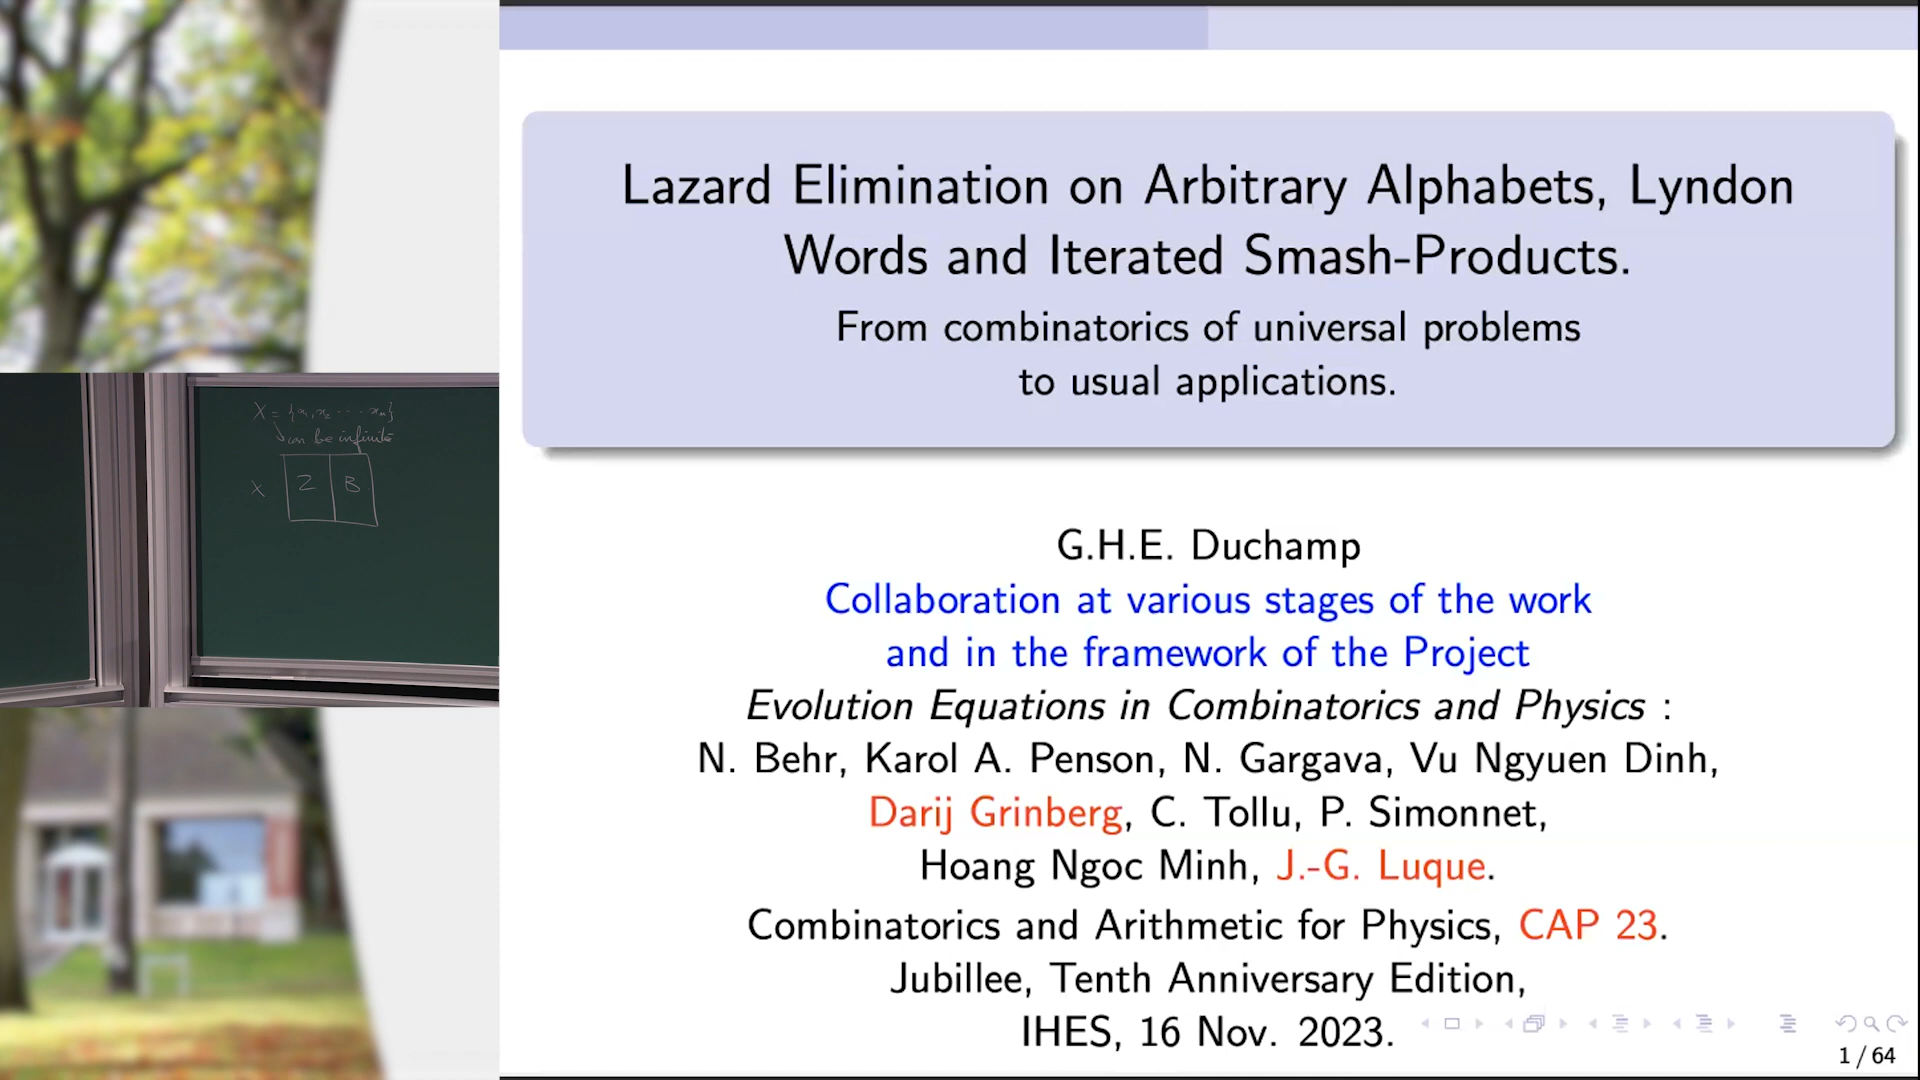 X = {x₁, x₂ ... xₙ}
can be infinite
X Z B
Lazard Elimination on Arbitrary Alphabets, Lyndon
Words and Iterated Smash-Products.
From combinatorics of universal problems
to usual applications.
G.H.E. Duchamp
Collaboration at various stages of the work
and in the framework of the Project
Evolution Equations in Combinatorics and Physics :
N. Behr, Karol A. Penson, N. Gargava, Vu Ngyuen Dinh,
Darij Grinberg, C. Tollu, P. Simonnet,
Hoang Ngoc Minh, J.-G. Luque.
Combinatorics and Arithmetic for Physics, CAP 23.
Jubillee, Tenth Anniversary Edition,
IHES, 16 Nov. 2023.
1 / 64